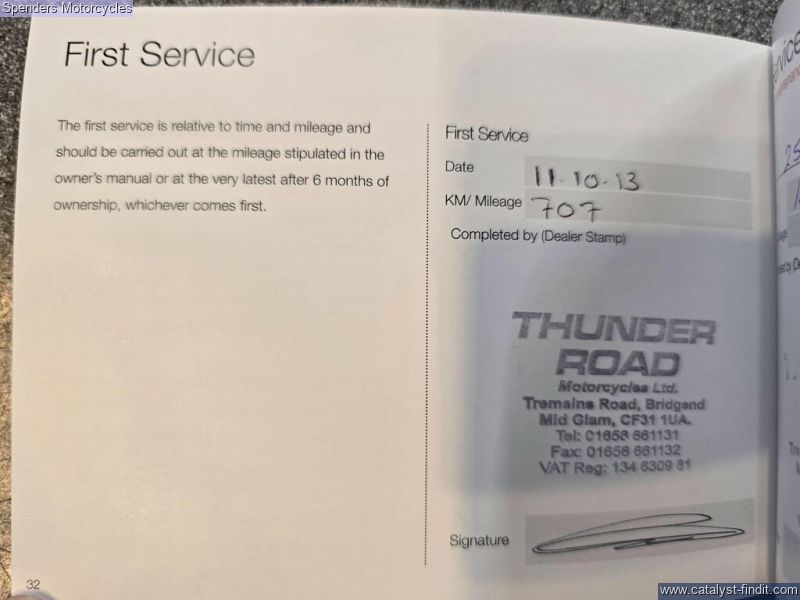 Spenders Motorcycles
First Service
The first service is relative to time and mileage and
should be carried out at the mileage stipulated in the
owner's manual or at the very latest after 6 months of
ownership, whichever comes first.
32
First Service
Date 11-10-13
KM/ Mileage 707
Completed by (Dealer Stamp)
THUNDER
ROAD
Motorcycles Ltd.
Tremains Road, Bridgend
Mid Glam, CF31 1UA.
Tel: 01656 661131
Fax: 01656 661132
VAT Reg: 134 6309 81
Signature
www.catalyst-findit.com